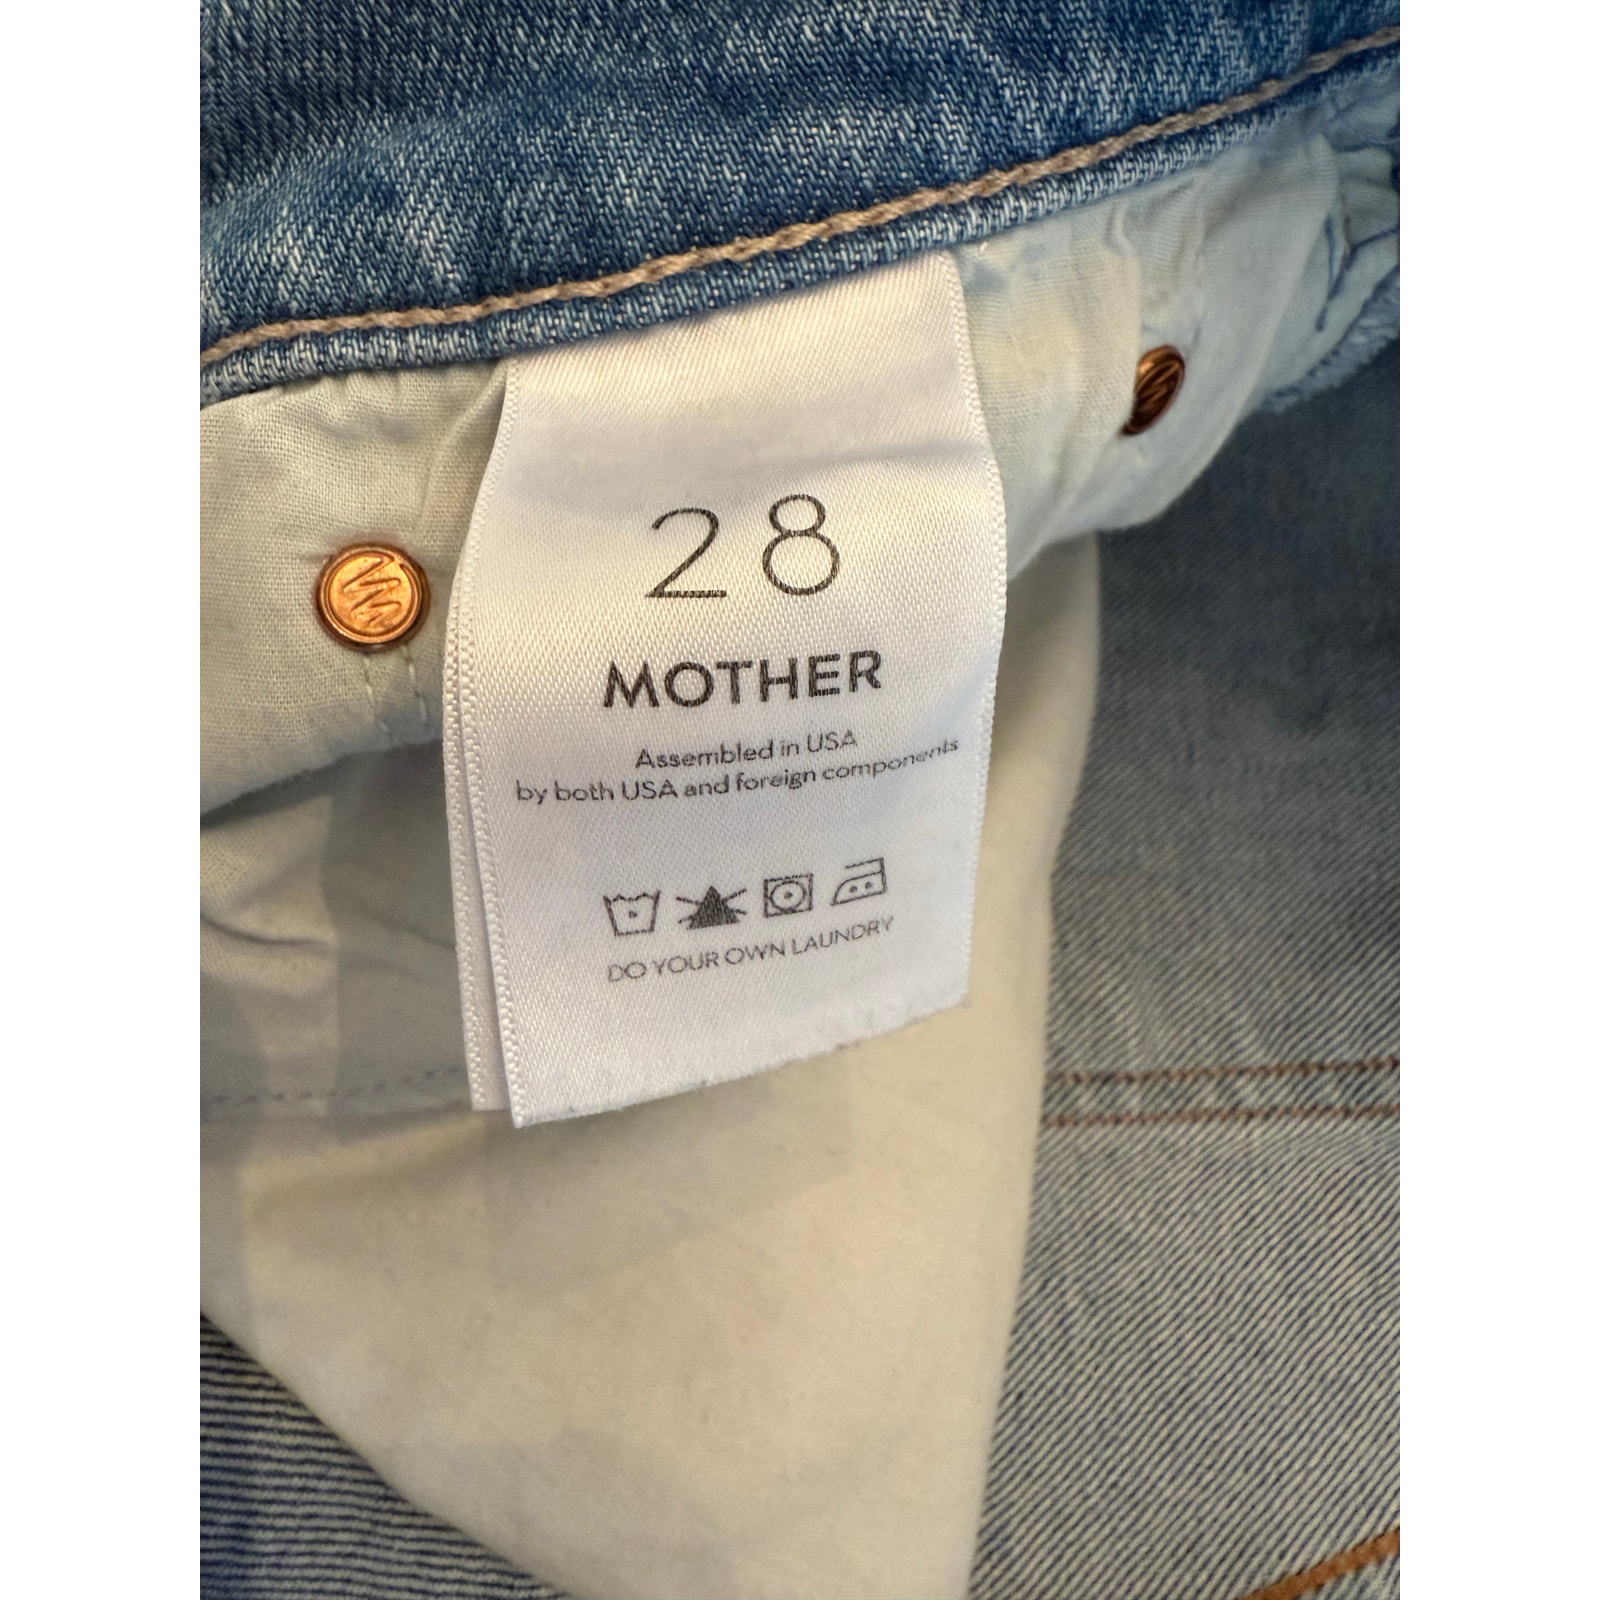 28
MOTHER
Assembled in USA
by both USA and foreign components
DO YOUR OWN LAUNDRY